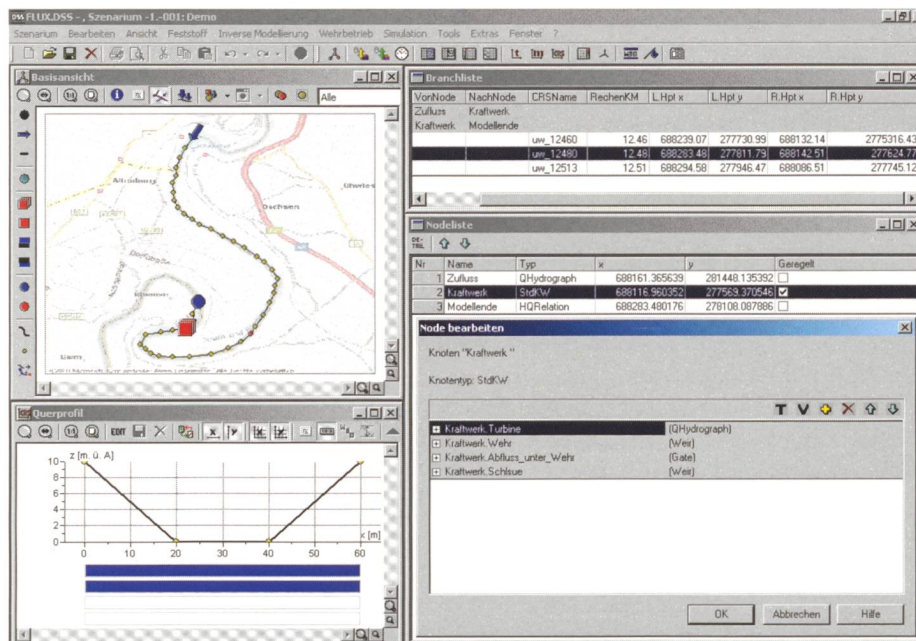 DSS FLUX.DSS - , Szenarium -1.-001: Demo
Szenarium Bearbeiten Ansicht Feststoff Inverse Modellierung Wehrbetrieb Simulation Tools Extras Fenster ?
Basisansicht
Alle
Altenburg
Dachsen
Querprofil
EDIT
z [m. ü. A]
10
8
6
4
2
0
x [m]
0 10 20 30 40 50 60
Branchliste
VonNode NachNode CRSName RechenKM L.Hpt x L.Hpt y R.Hpt x R.Hpt y
Zufluss Kraftwerk
Kraftwerk Modellende
uw_12460 12.46 688239.07 277730.99 688132.14 2775316.43
uw_12480 12.48 688283.48 277811.79 688142.51 277624.77
uw_12513 12.51 688294.58 277946.47 688086.51 277745.12
Nodeliste
Nr Name Typ x y Geregelt
1 Zufluss QHydrograph 688161.365639 281448.135392
2 Kraftwerk StdKW 688116.960352 277569.370546
3 Modellende HQRelation 688283.480176 278108.087886
Node bearbeiten
Knoten "Kraftwerk "
Knotentyp: StdKW
Kraftwerk.Turbine (QHydrograph)
Kraftwerk.Wehr (Weir)
Kraftwerk.Abfluss_unter_Wehr (Gate)
Kraftwerk.Schlsue (Weir)
OK Abbrechen Hilfe